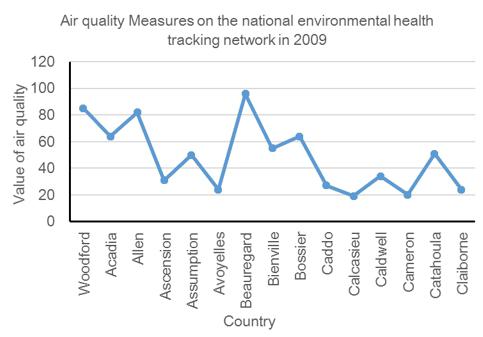 Air quality Measures on the national environmental health
tracking network in 2009
Value of air quality
120
100
80
60
40
20
0
Woodford
Acadia
Allen
Ascension
Assumption
Avoyelles
Beauregard
Bienville
Bossier
Caddo
Calcasieu
Caldwell
Cameron
Catahoula
Claiborne
Country